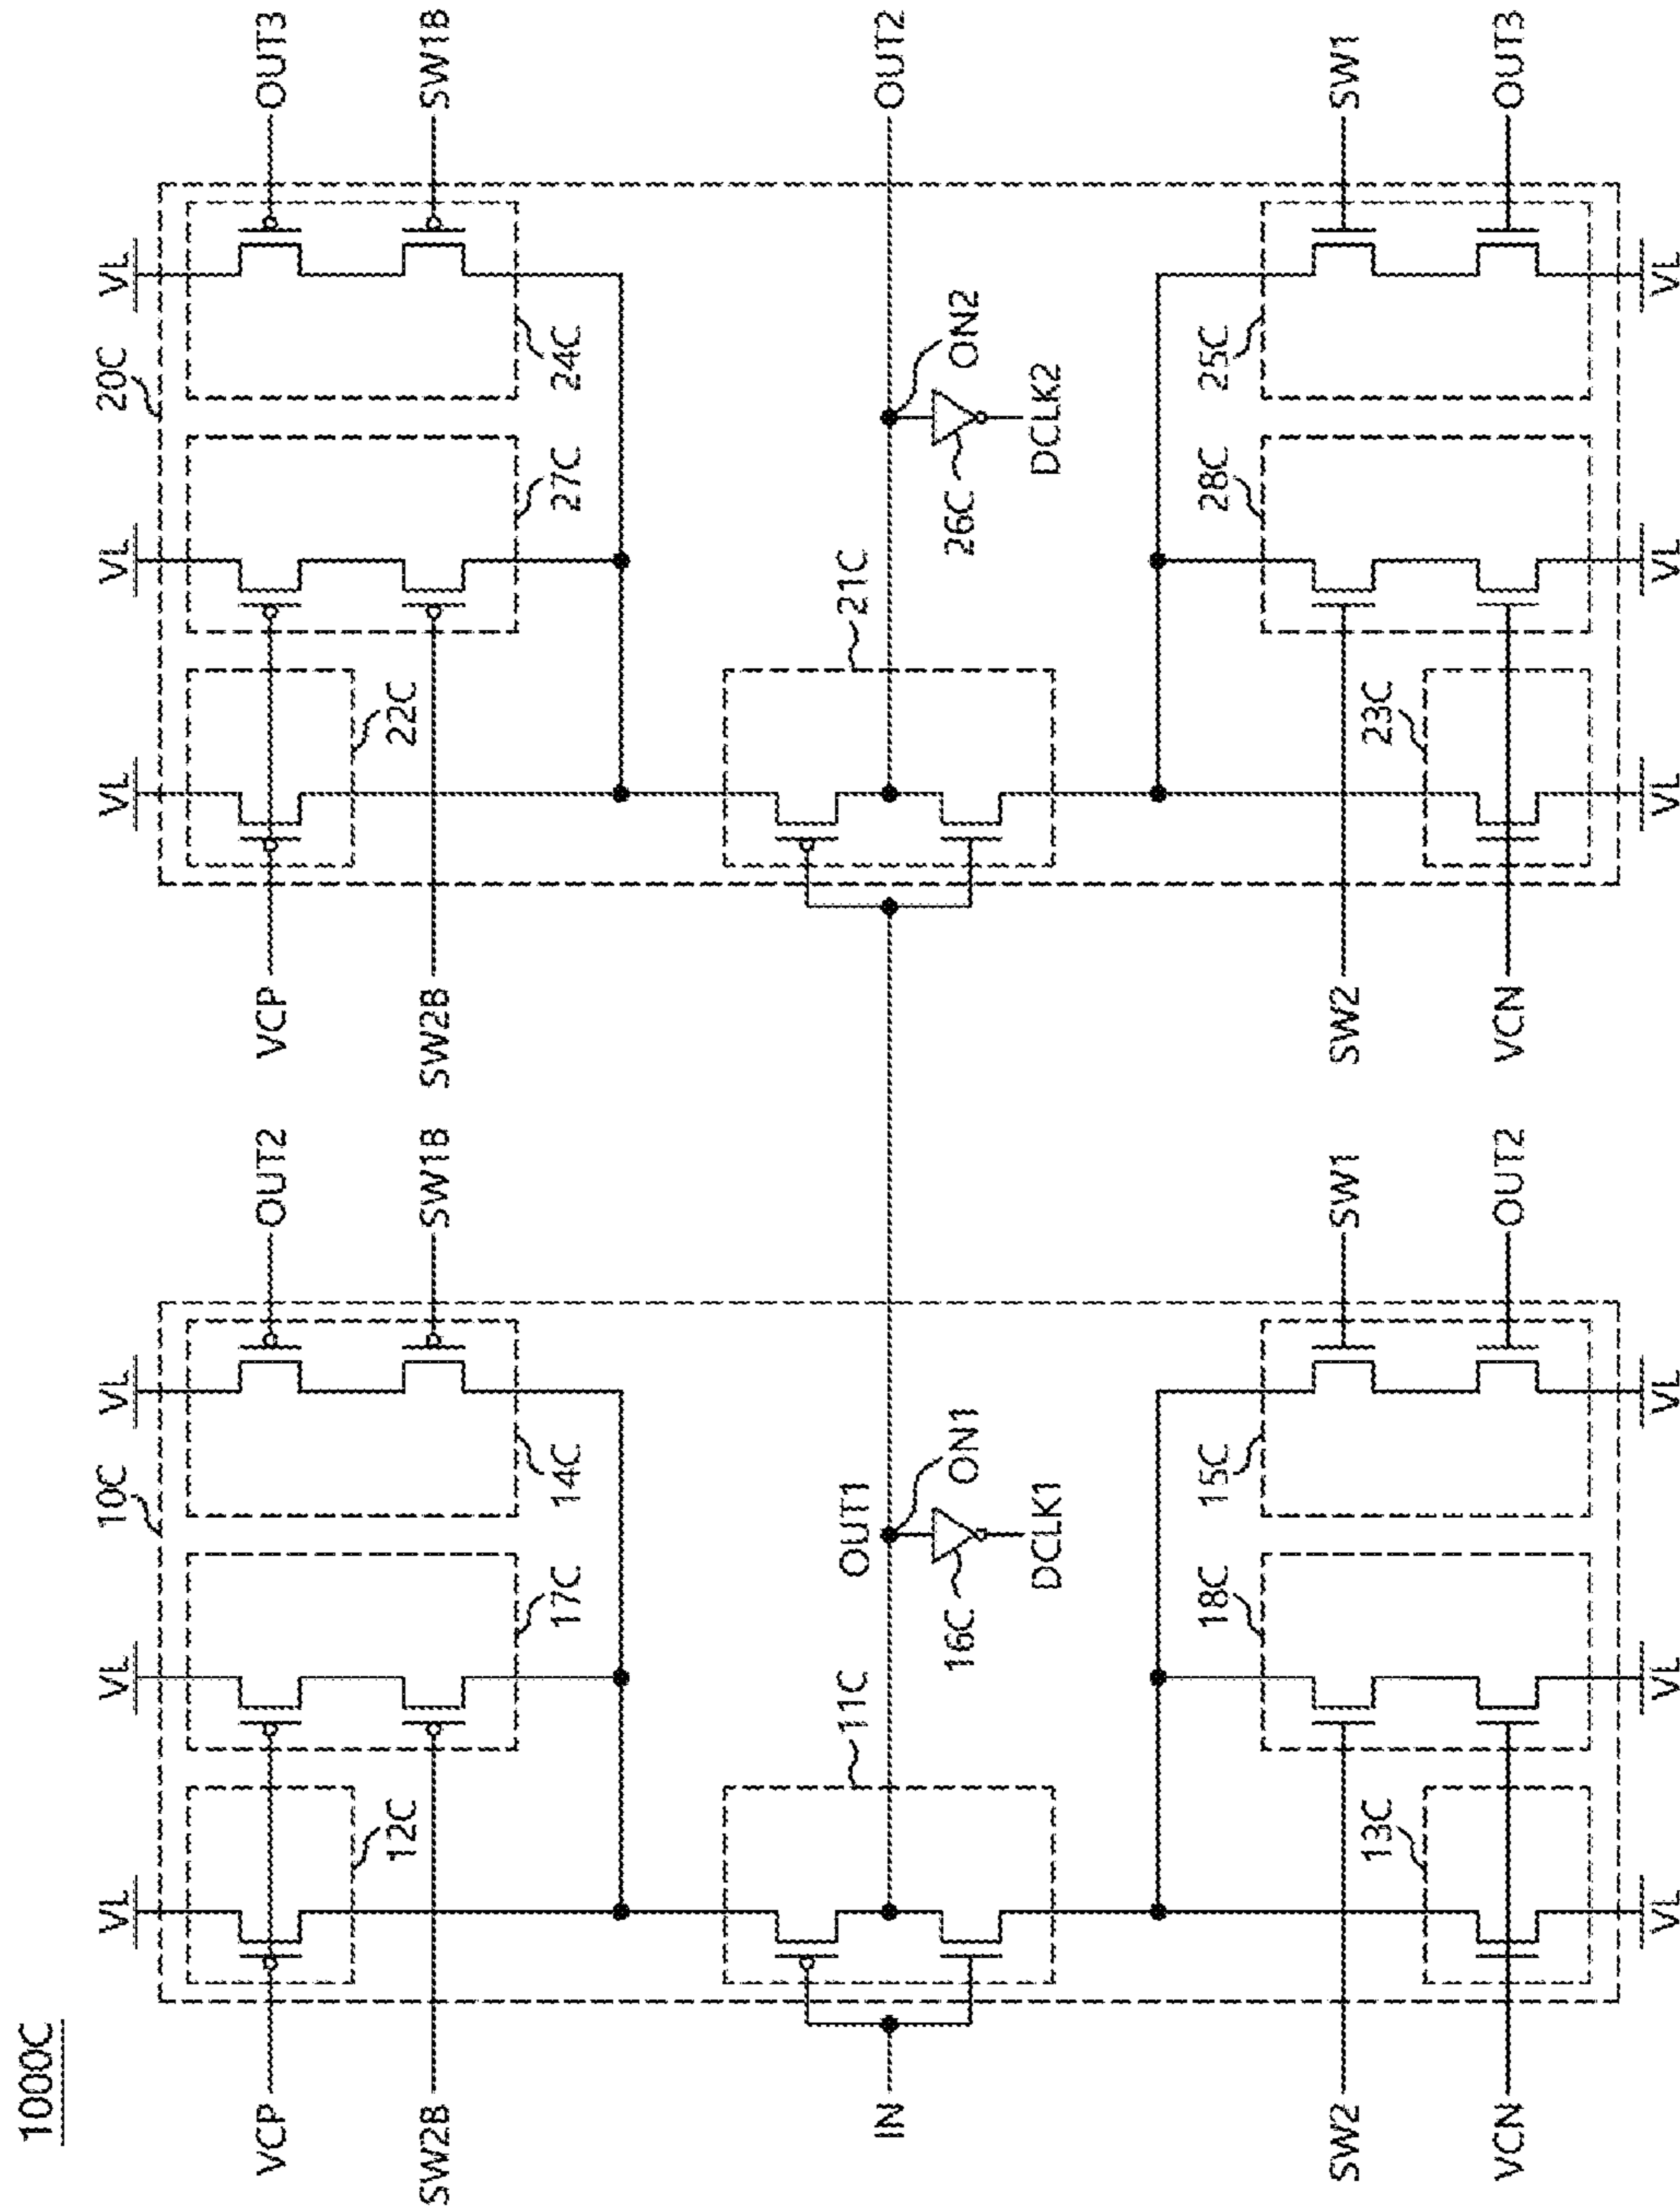 1000C
10C
20C
VL
VL
VL
VL
VL
VL
VCP
OUT2
VCP
OUT3
12C
17C
14C
22C
27C
24C
SW2B
SW1B
SW2B
SW1B
11C
OUT1
21C
IN
OUT2
16C
ON1
26C
ON2
DCLK1
DCLK2
13C
18C
15C
23C
28C
25C
SW2
SW1
SW2
SW1
VCN
OUT2
VCN
OUT3
VL
VL
VL
VL
VL
VL